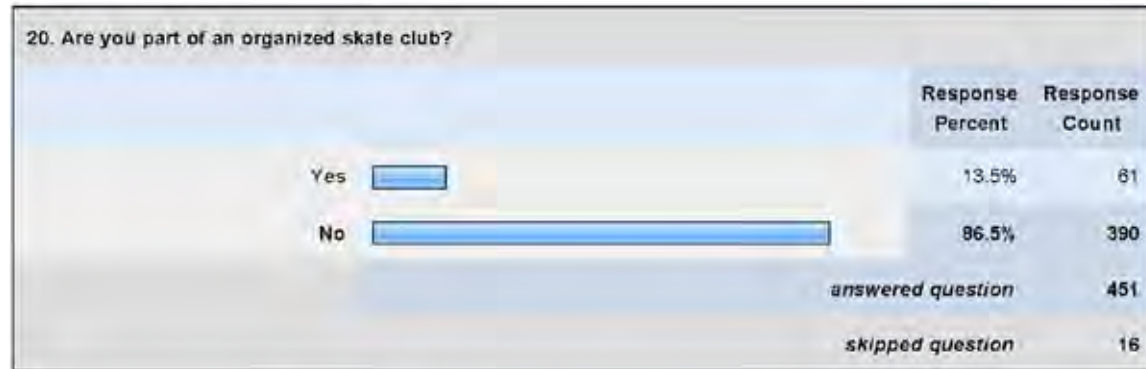 20. Are you part of an organized skate club?
Response Percent Response Count
Yes 13.5% 61
No 86.5% 390
answered question 451
skipped question 16